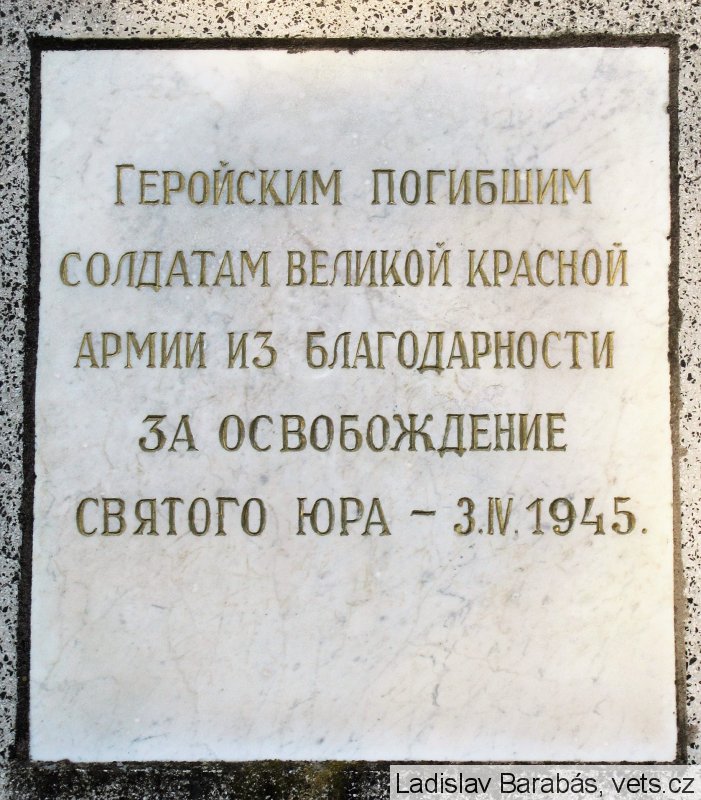 Геройским погибшим
солдатам великой красной
армии из благодарности
за освобождение
святого юра – 3.IV.1945.
Ladislav Barabás, vets.cz